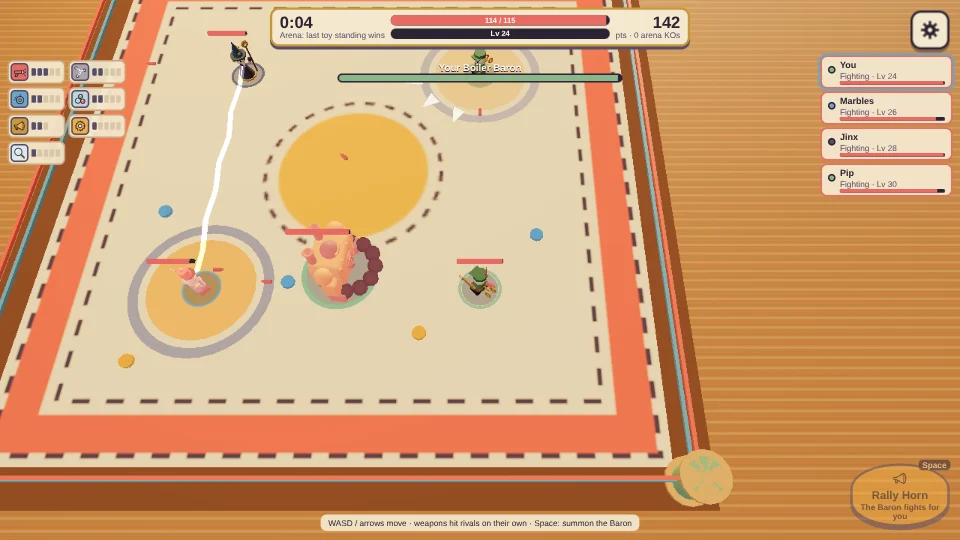 0:04
Arena: last toy standing wins
114 / 115
Lv 24
142
pts · 0 arena KOs
Your Boiler Baron
You
Fighting · Lv 24
Marbles
Fighting · Lv 26
Jinx
Fighting · Lv 28
Pip
Fighting · Lv 30
Space
Rally Horn
The Baron fights for
you
WASD / arrows move · weapons hit rivals on their own · Space: summon the Baron